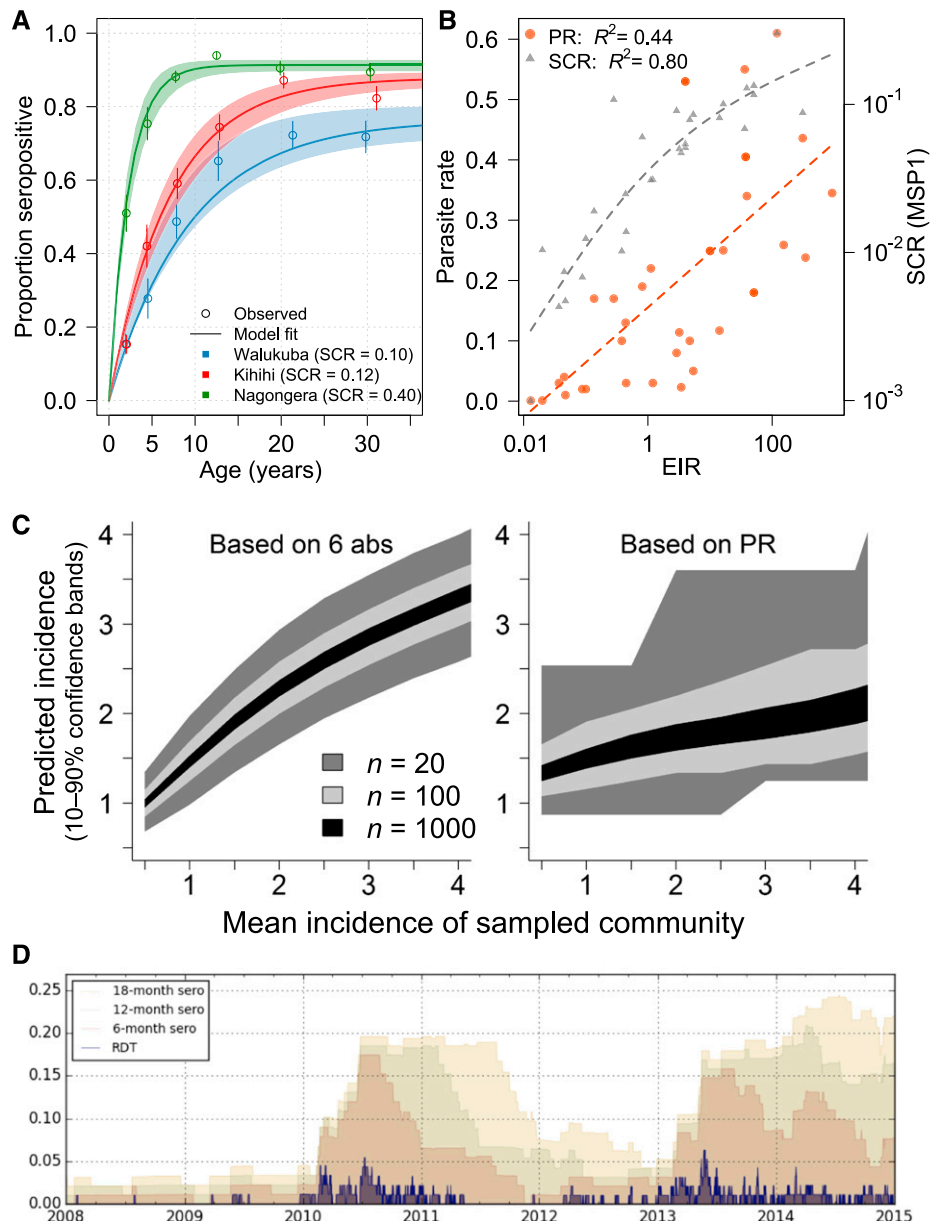 A
1.0
0.8
0.6
0.4
0.2
0.0
Proportion seropositive
Observed
Model fit
Walukuba (SCR = 0.10)
Kihihi (SCR = 0.12)
Nagongera (SCR = 0.40)
0 5 10 20 30
Age (years)
B
PR: R² = 0.44
SCR: R² = 0.80
0.6
0.5
0.4
0.3
0.2
0.1
0.0
Parasite rate
10⁻¹
10⁻²
10⁻³
SCR (MSP1)
0.01 1 100
EIR
C
Based on 6 abs
Based on PR
4
3
2
1
4
3
2
1
Predicted incidence
(10–90% confidence bands)
n = 20
n = 100
n = 1000
1 2 3 4
1 2 3 4
Mean incidence of sampled community
D
0.25
0.20
0.15
0.10
0.05
0.00
18-month sero
12-month sero
6-month sero
RDT
2008 2009 2010 2011 2012 2013 2014 2015